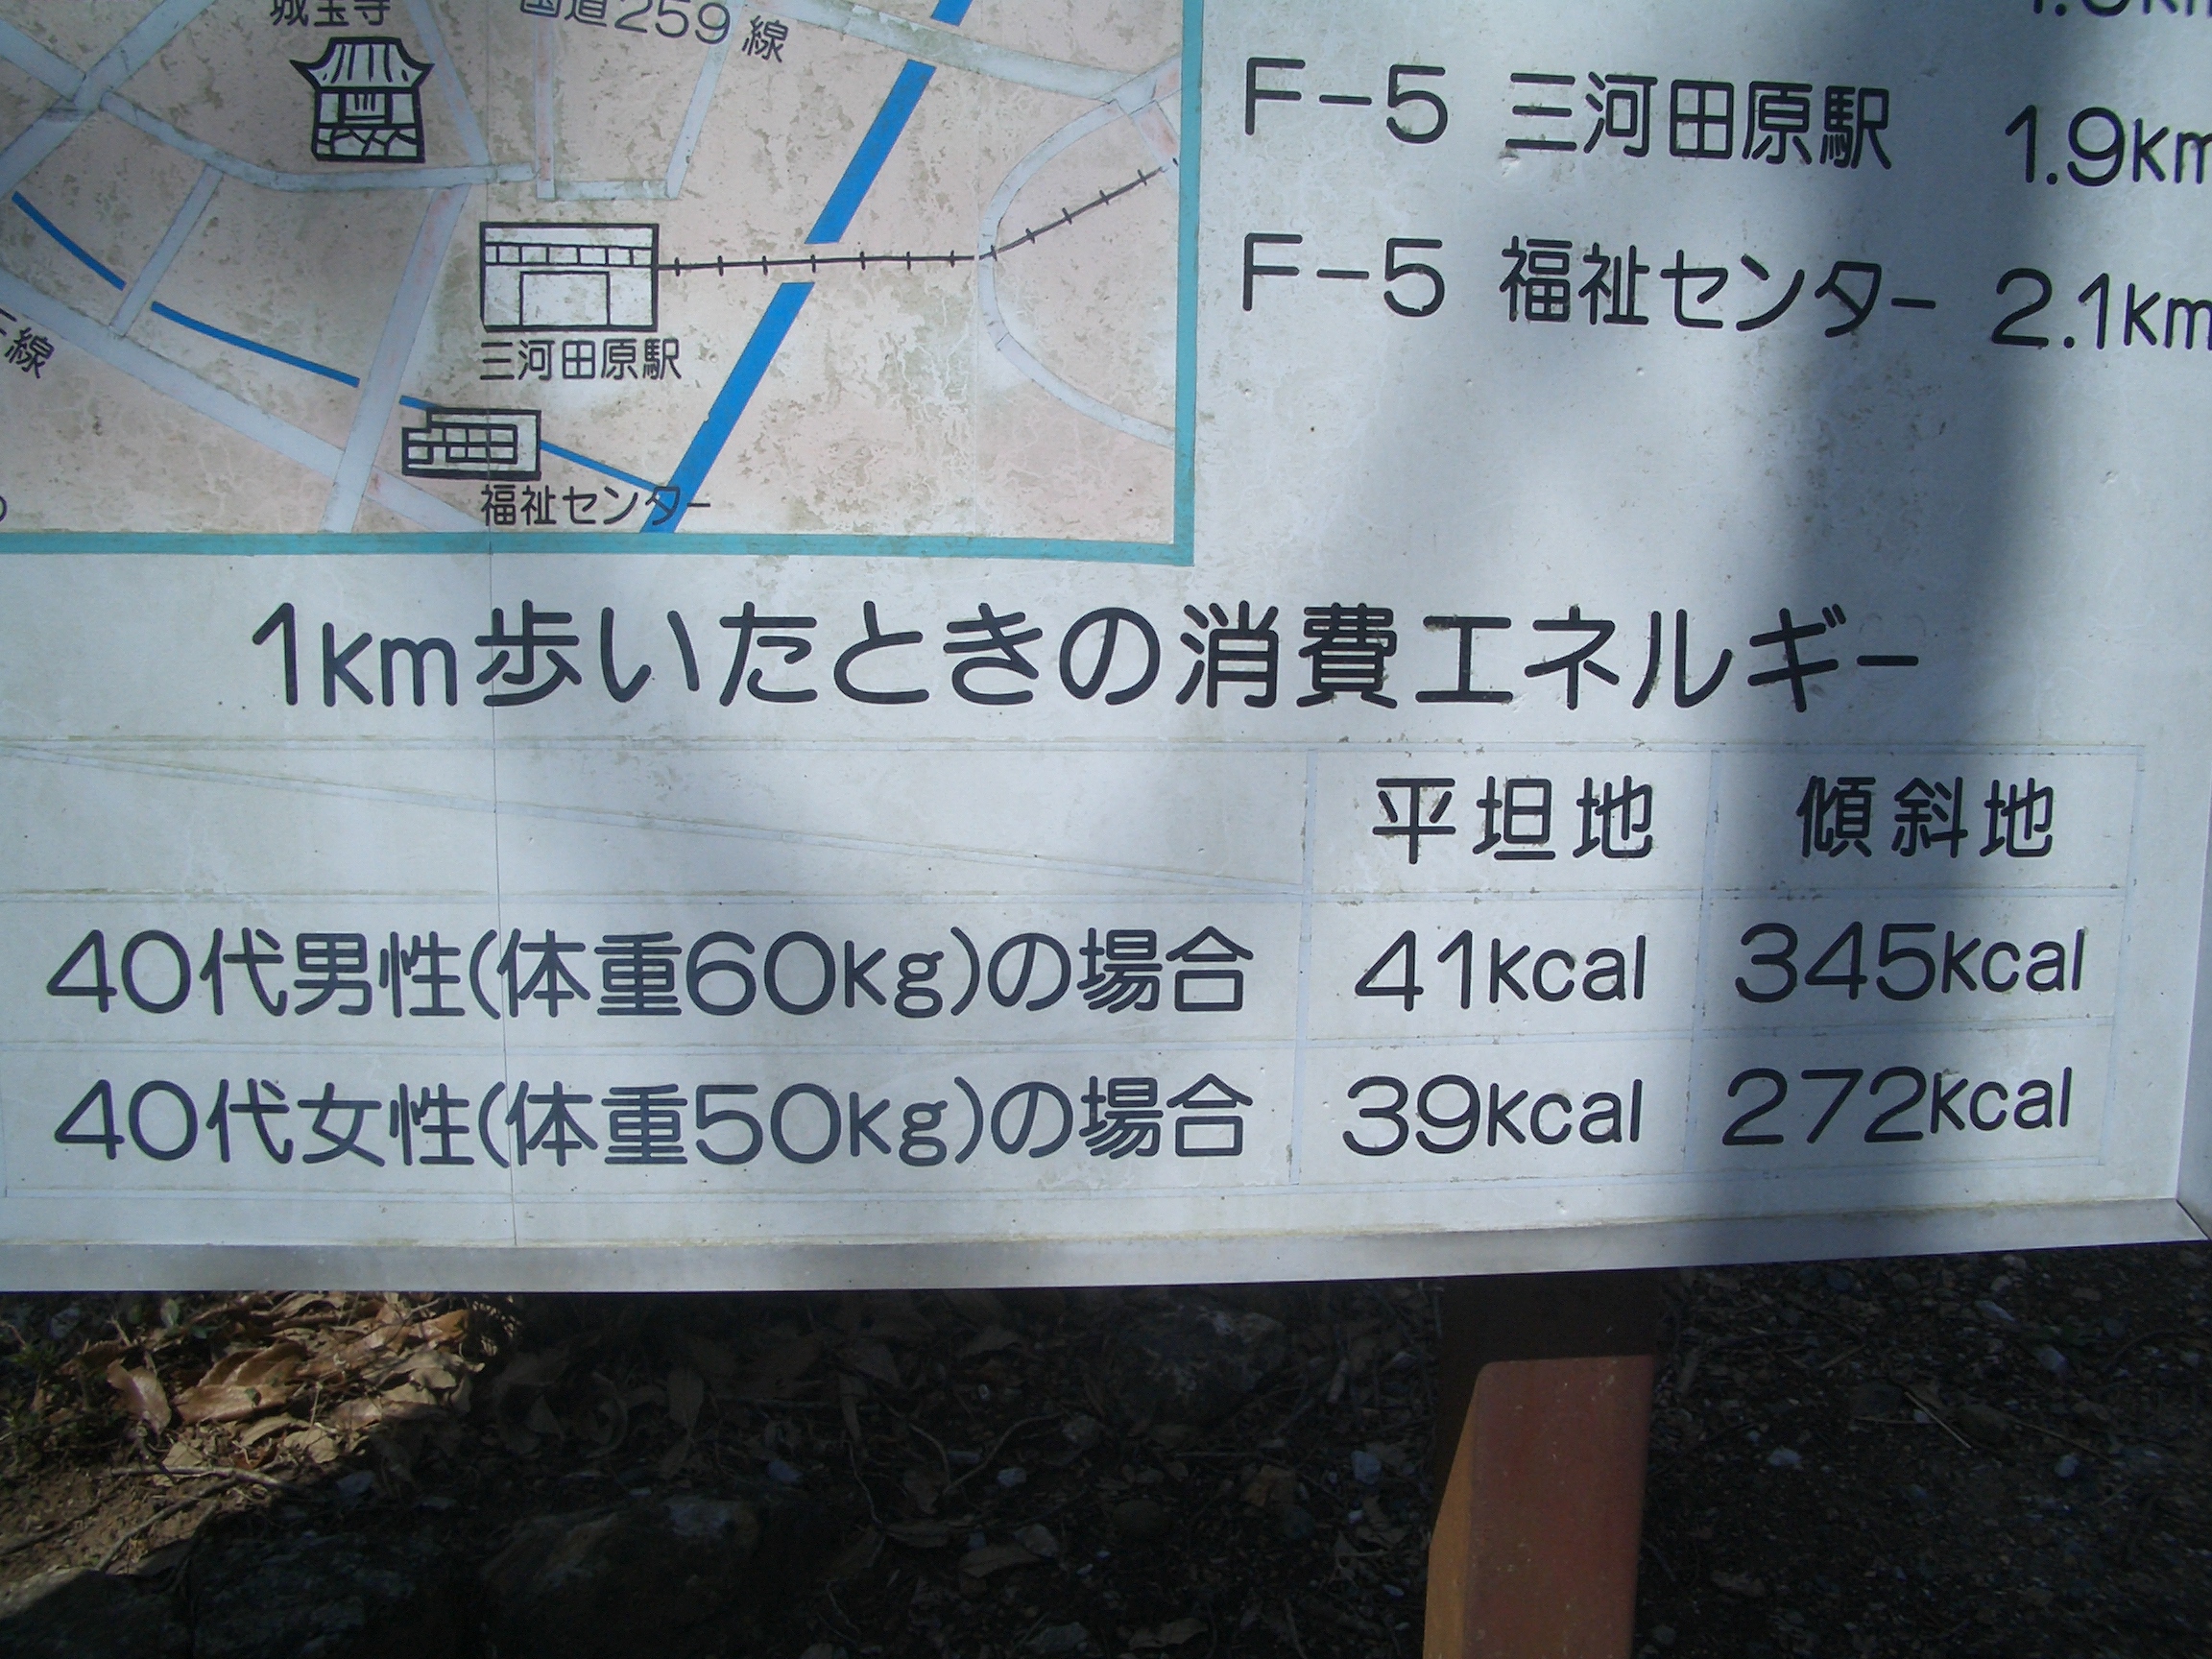 城宝寺
国道259線
三河田原駅
福祉センター
線
F-5 三河田原駅 1.9km
F-5 福祉センター 2.1km
1km歩いたときの消費エネルギー
平坦地 傾斜地
40代男性(体重60kg)の場合 41kcal 345kcal
40代女性(体重50kg)の場合 39kcal 272kcal